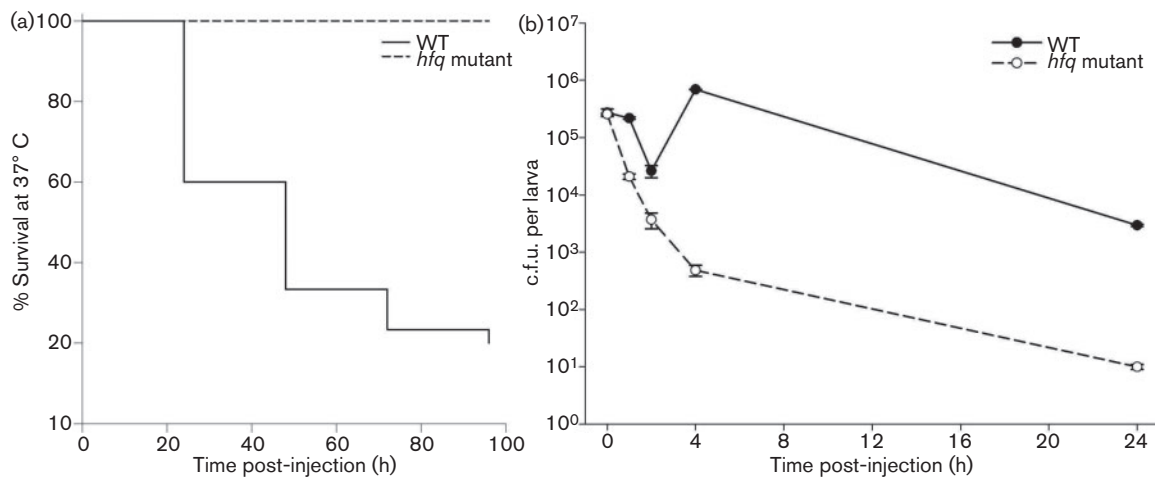 (a)
100
80
60
40
20
10
% Survival at 37° C
0
20
40
60
80
100
Time post-injection (h)
WT
hfq mutant
(b)
10⁷
10⁶
10⁵
10⁴
10³
10²
10¹
10⁰
c.f.u. per larva
0
4
8
12
16
20
24
Time post-injection (h)
WT
hfq mutant